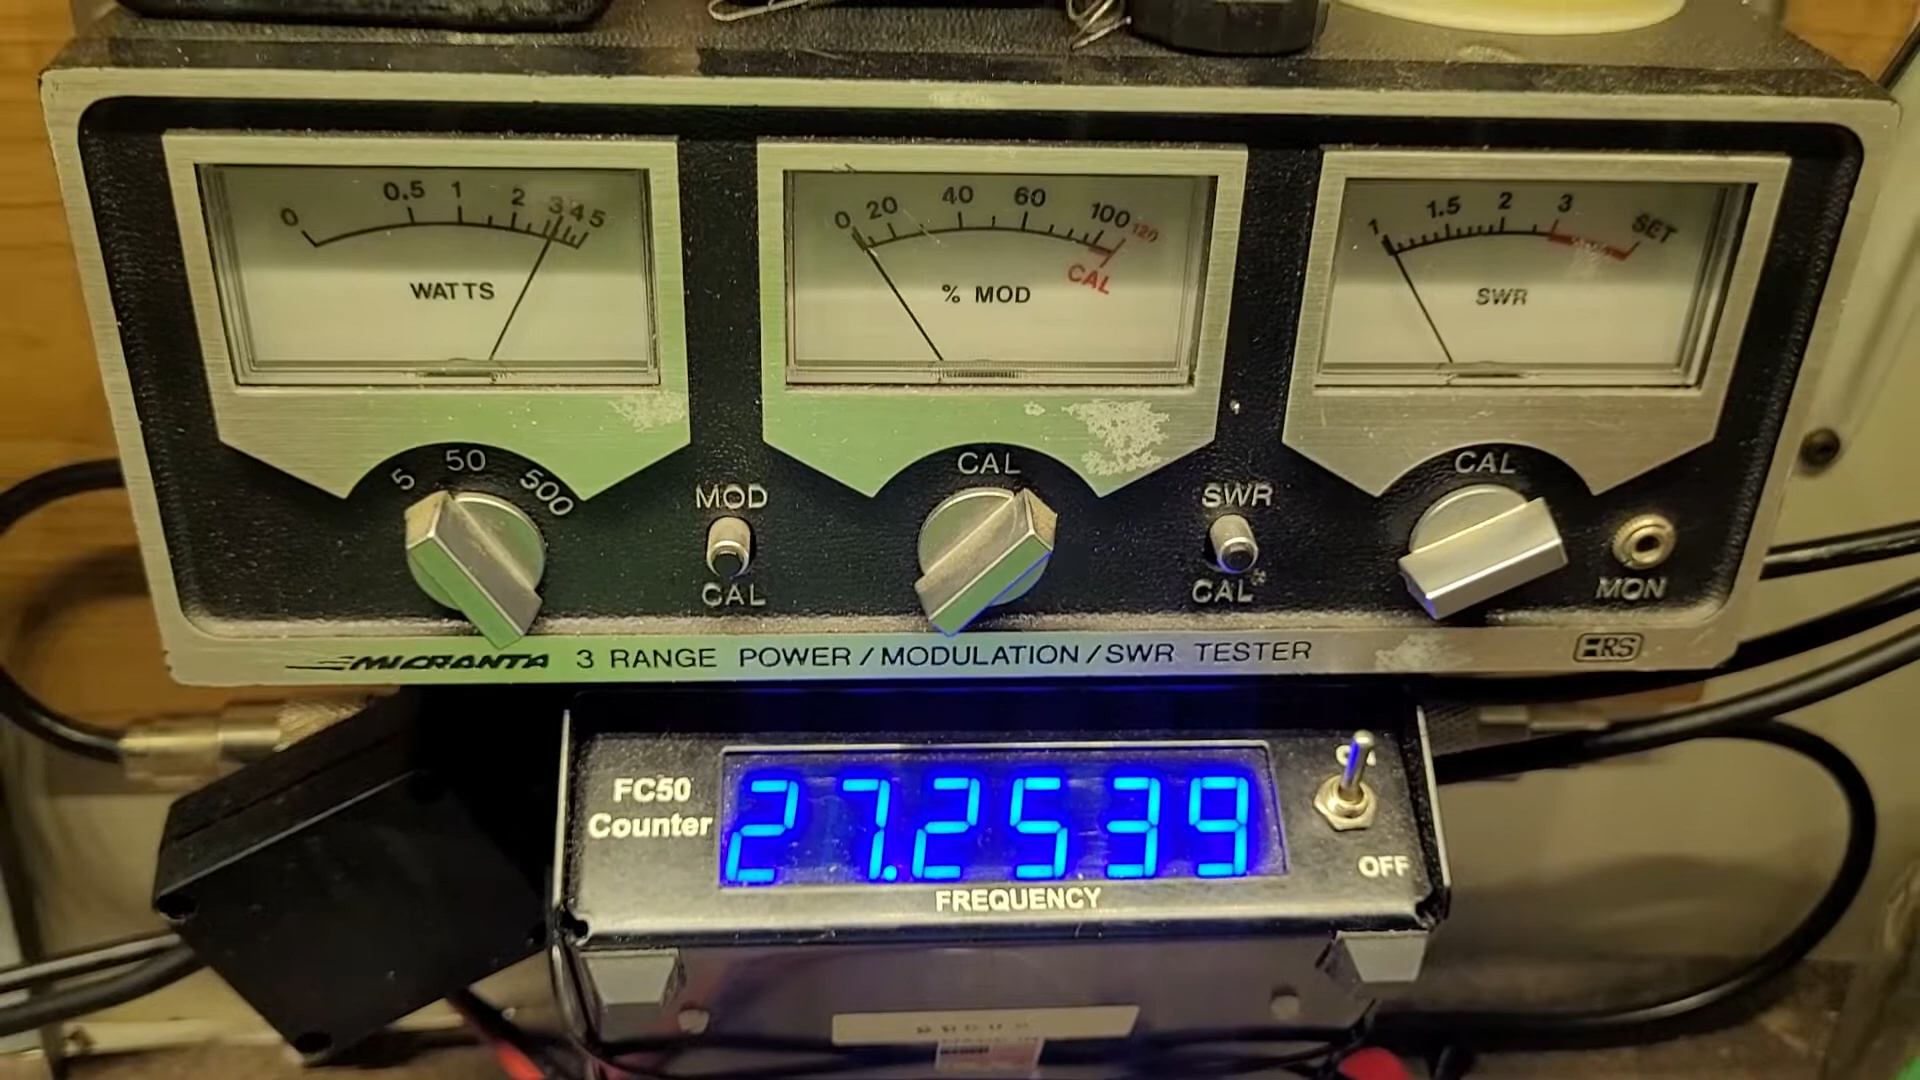 0 0.5 1 2 3 4 5
WATTS
0 20 40 60 100 120
CAL
% MOD
1 1.5 2 3 SET
SWR
5 50 500
MOD
CAL
CAL
SWR
CAL
CAL
MON
MICRONTA 3 RANGE POWER/MODULATION/SWR TESTER
RS
FC50
Counter
27.2539
OFF
FREQUENCY